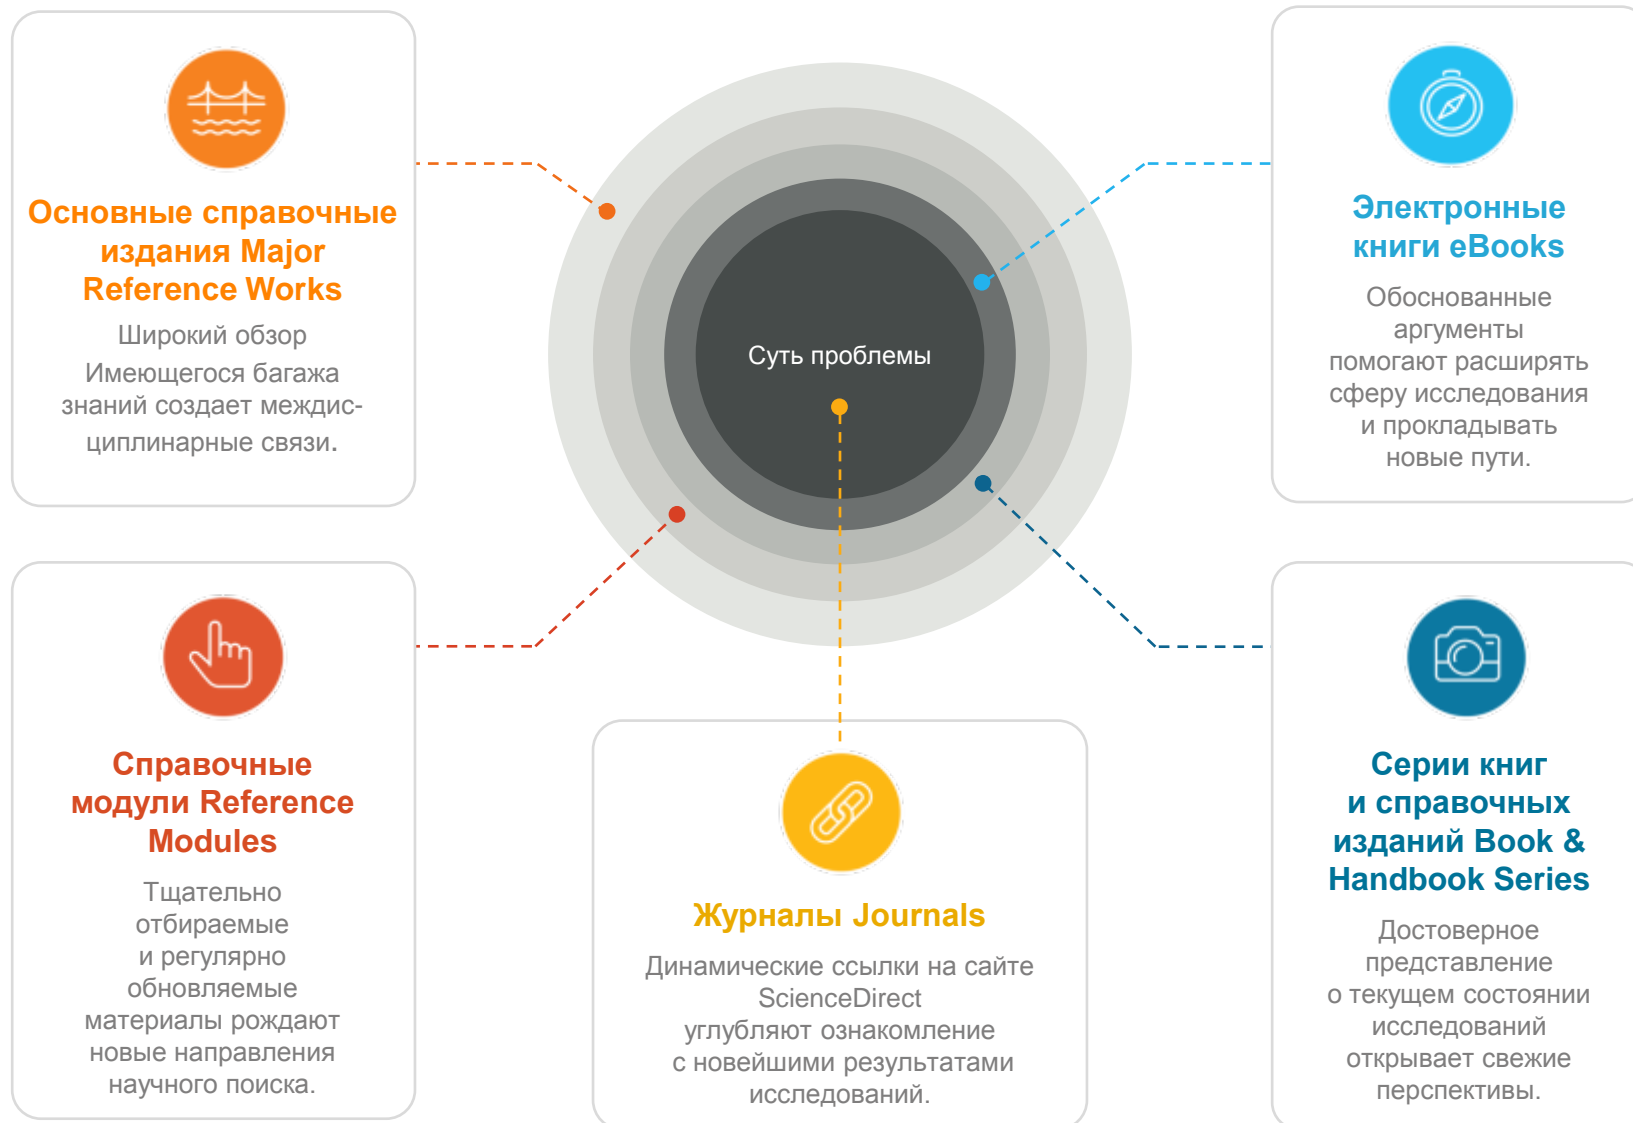 Основные справочные
издания Major
Reference Works
Широкий обзор
Имеющегося багажа
знаний создает междис-
циплинарные связи.
Суть проблемы
Электронные
книги eBooks
Обоснованные
аргументы
помогают расширять
сферу исследования
и прокладывать
новые пути.
Справочные
модули Reference
Modules
Тщательно
отбираемые
и регулярно
обновляемые
материалы рождают
новые направления
научного поиска.
Журналы Journals
Динамические ссылки на сайте
ScienceDirect
углубляют ознакомление
с новейшими результатами
исследований.
Серии книг
и справочных
изданий Book &
Handbook Series
Достоверное
представление
о текущем состоянии
исследований
открывает свежие
перспективы.